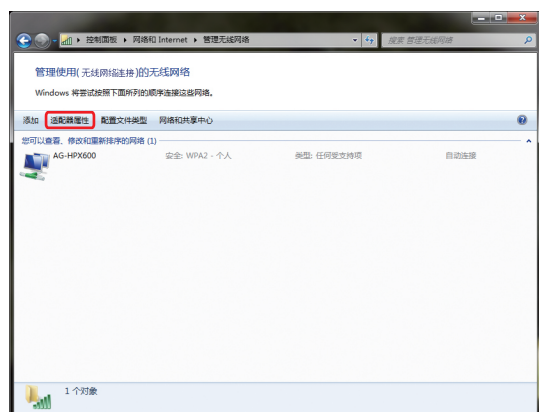 控制面板 ▸ 网络和 Internet ▸ 管理无线网络
搜索 管理无线网络
管理使用(无线网络连接)的无线网络
Windows 将尝试按照下面所列的顺序连接这些网络。
添加 适配器属性 配置文件类型 网络和共享中心
您可以查看、修改和重新排序的网络 (1)
AG-HPX600 安全: WPA2 - 个人 类型: 任何受支持项 自动连接
1 个对象